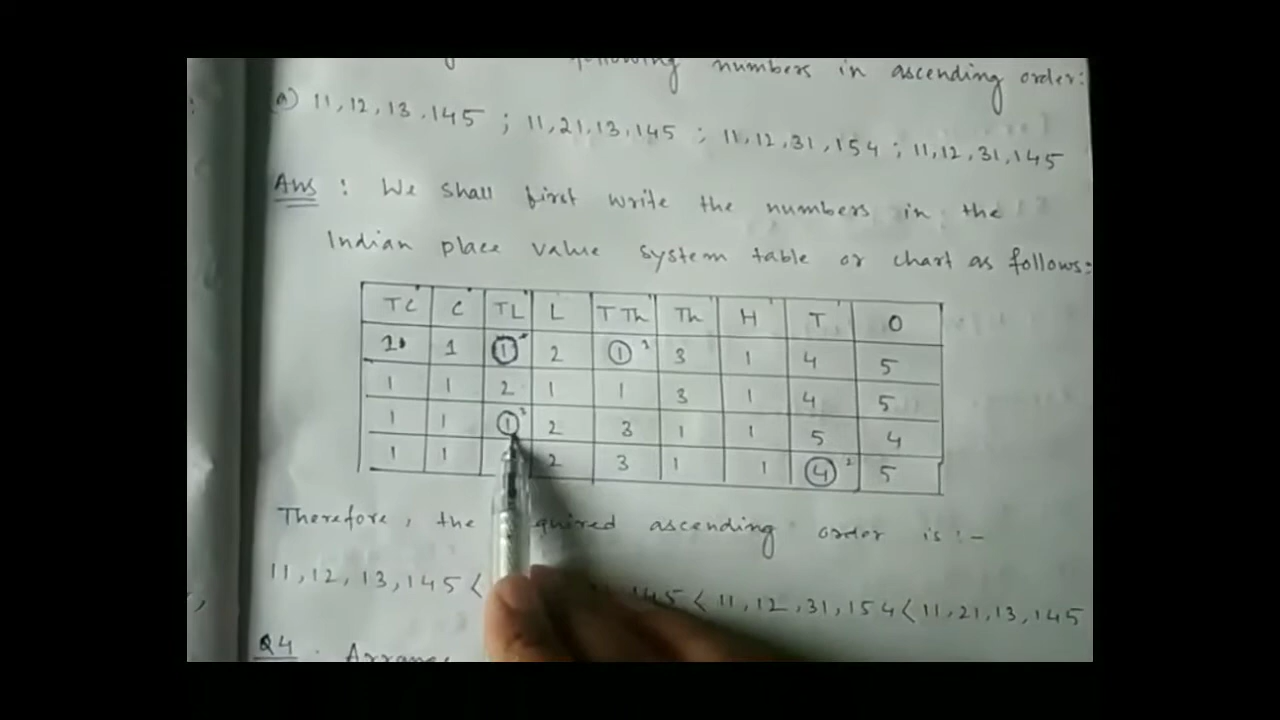 following numbers in ascending order:
(a) 11,12,13,145 ; 11,21,13,145 ; 11,12,31,154 ; 11,12,31,145
Ans : We shall first write the numbers in the
Indian place value system table or chart as follows:
TC C TL L T Th Th H T O
1 1 1 2 1 3 1 4 5
1 1 2 1 1 3 1 4 5
1 1 1 2 3 1 1 5 4
1 1 2 3 1 1 4 5
Therefore, the ascending order is :-
11,12,13,145 < 145 < 11,12,31,154 < 11,21,13,145
Q4.